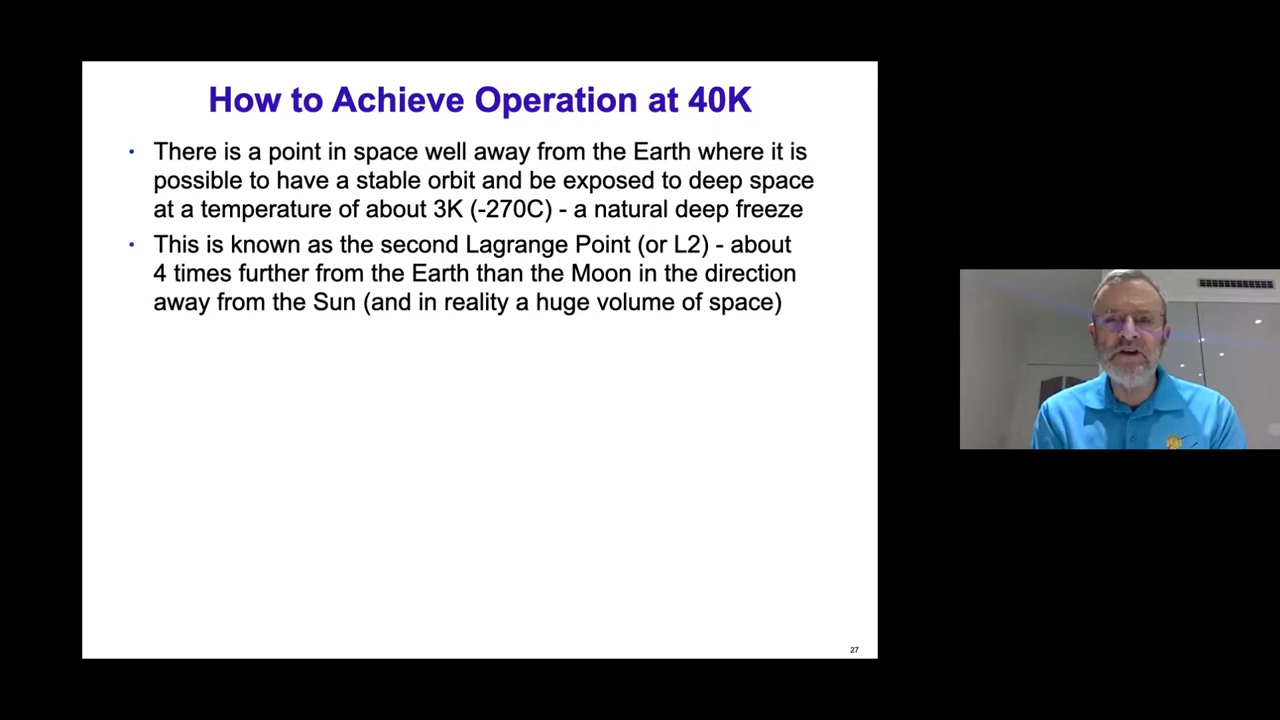 How to Achieve Operation at 40K
• There is a point in space well away from the Earth where it is
possible to have a stable orbit and be exposed to deep space
at a temperature of about 3K (-270C) - a natural deep freeze
• This is known as the second Lagrange Point (or L2) - about
4 times further from the Earth than the Moon in the direction
away from the Sun (and in reality a huge volume of space)
27